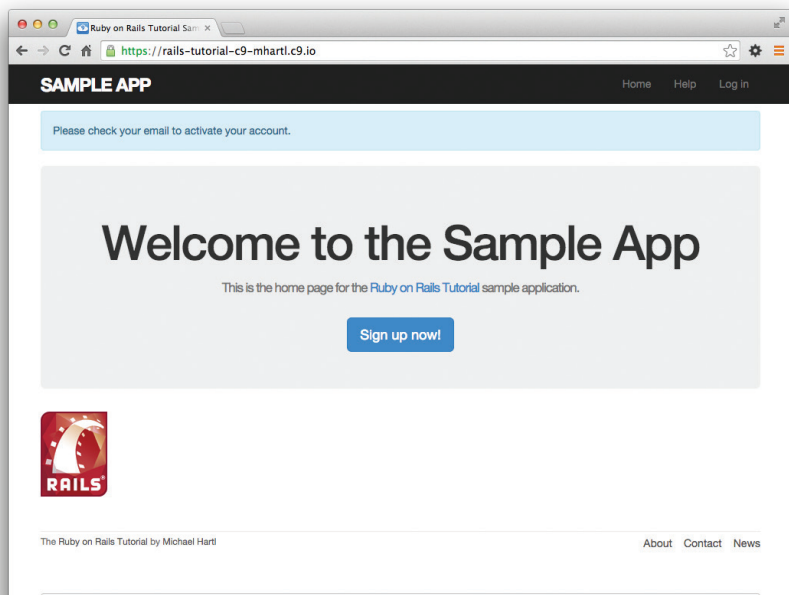 Ruby on Rails Tutorial Sam
https://rails-tutorial-c9-mhartl.c9.io
SAMPLE APP
Home Help Log in
Please check your email to activate your account.
Welcome to the Sample App
This is the home page for the Ruby on Rails Tutorial sample application.
Sign up now!
RAILS
The Ruby on Rails Tutorial by Michael Hartl
About Contact News